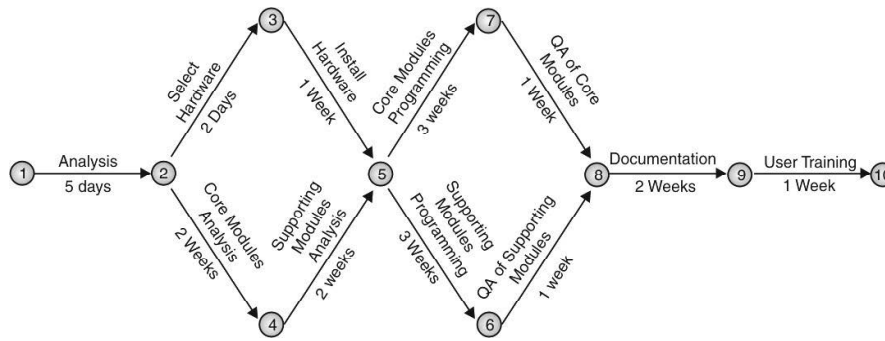 1
Analysis
5 days
2
Select
Hardware
2 Days
3
Install
Hardware
1 Week
Core Modules
Analysis
2 Weeks
4
Supporting
Modules
Analysis
2 weeks
5
Core Modules
Programming
3 weeks
7
QA of Core
Modules
1 Week
Supporting
Modules
Programming
3 Weeks
6
QA of Supporting
Modules
1 week
8
Documentation
2 Weeks
9
User Training
1 Week
10